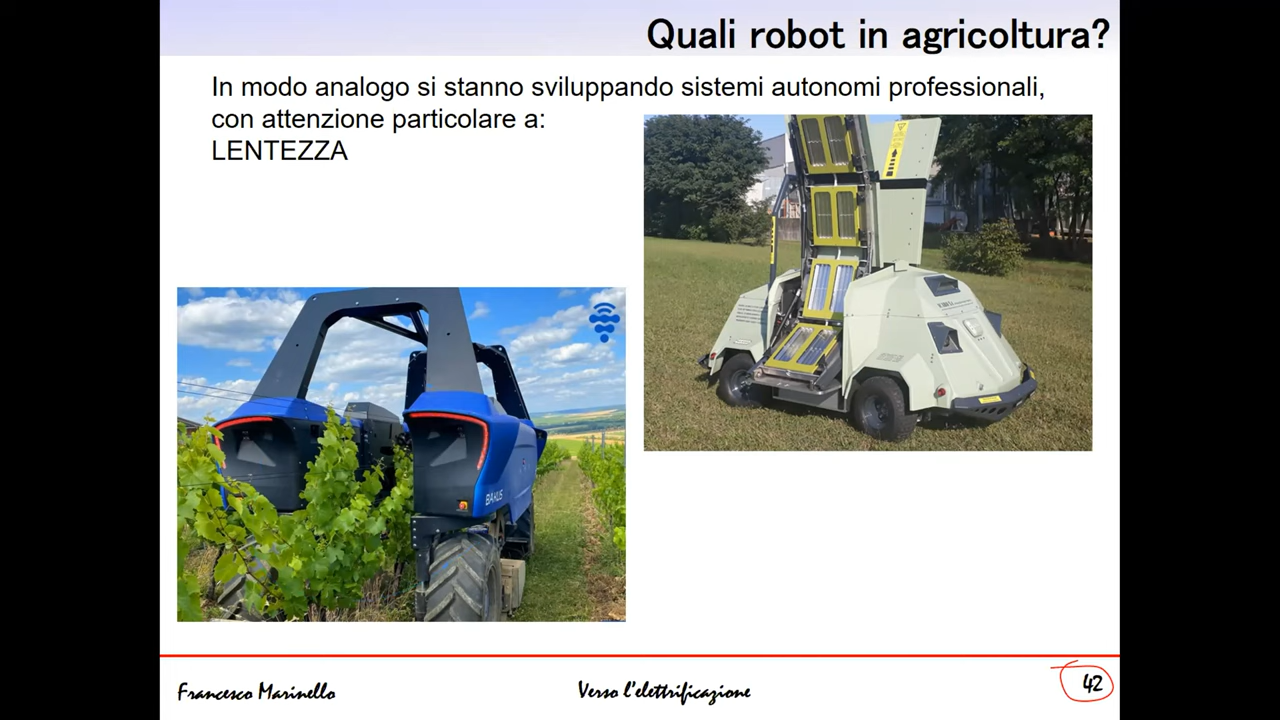 Quali robot in agricoltura?
In modo analogo si stanno sviluppando sistemi autonomi professionali,
con attenzione particolare a:
LENTEZZA
BAKUS
Francesco Marinello
Verso l'elettrificazione
42